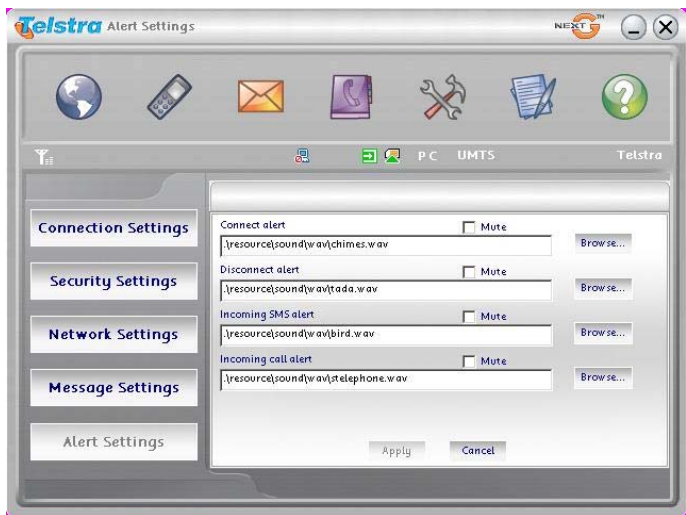 Telstra Alert Settings
NEXT G™
PC UMTS Telstra
Connection Settings
Security Settings
Network Settings
Message Settings
Alert Settings
Connect alert Mute
.\resource\sound\wav\chimes.wav Browse...
Disconnect alert Mute
.\resource\sound\wav\tada.wav Browse...
Incoming SMS alert Mute
.\resource\sound\wav\bird.wav Browse...
Incoming call alert Mute
.\resource\sound\wav\stelephone.wav Browse...
Apply Cancel